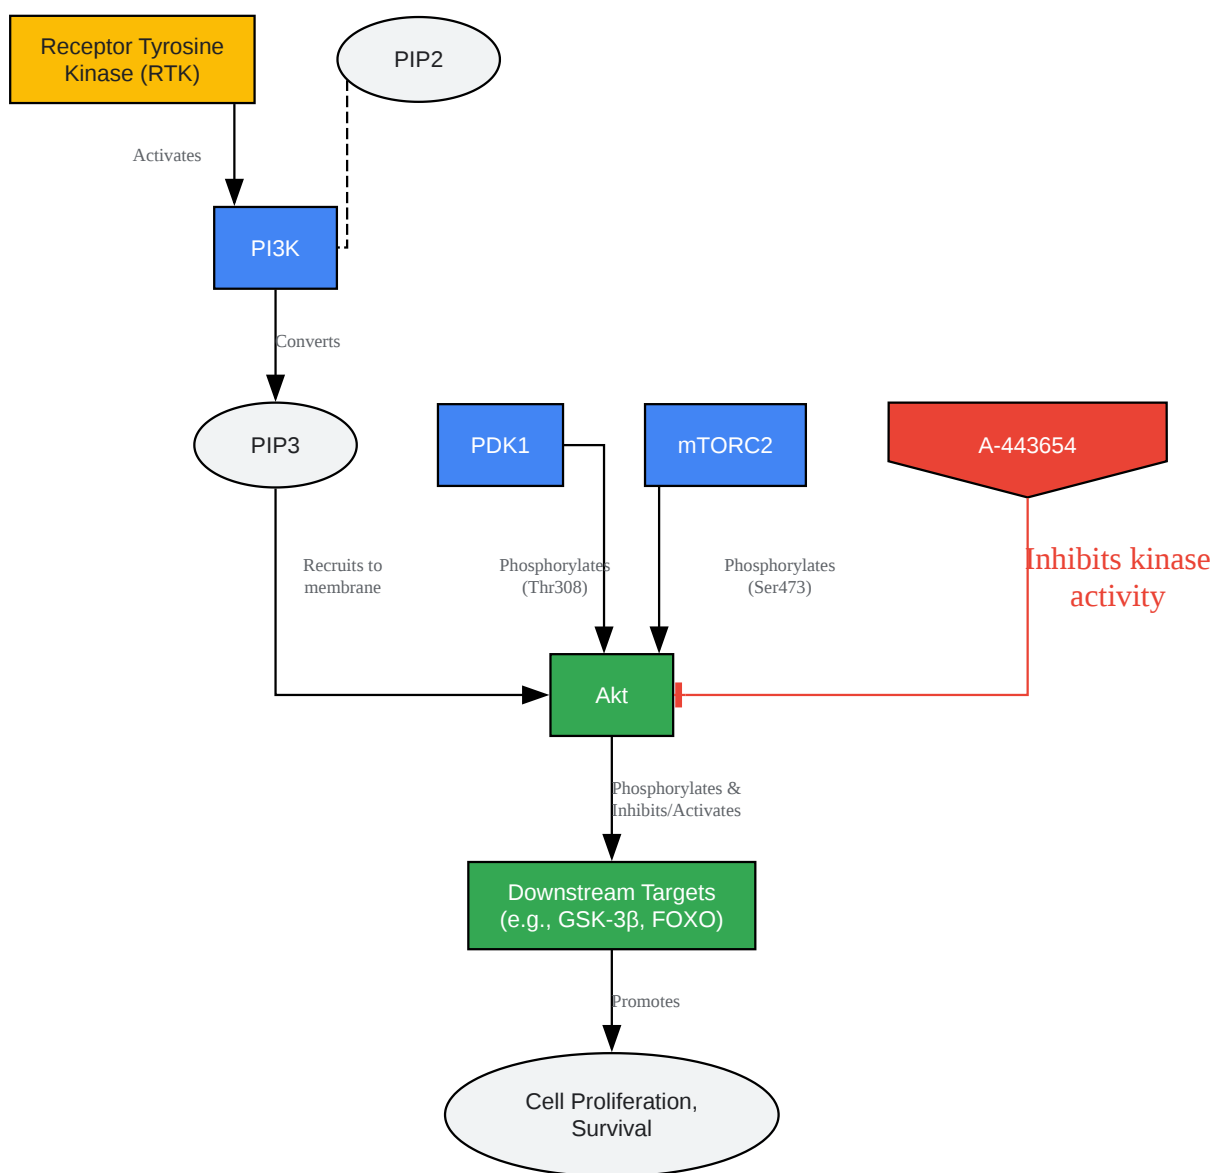 Receptor Tyrosine
Kinase (RTK)
PIP2
Activates
PI3K
Converts
PIP3
PDK1
mTORC2
A-443654
Recruits to
membrane
Phosphorylates
(Thr308)
Phosphorylates
(Ser473)
Inhibits kinase
activity
Akt
Phosphorylates &
Inhibits/Activates
Downstream Targets
(e.g., GSK-3β, FOXO)
Promotes
Cell Proliferation,
Survival